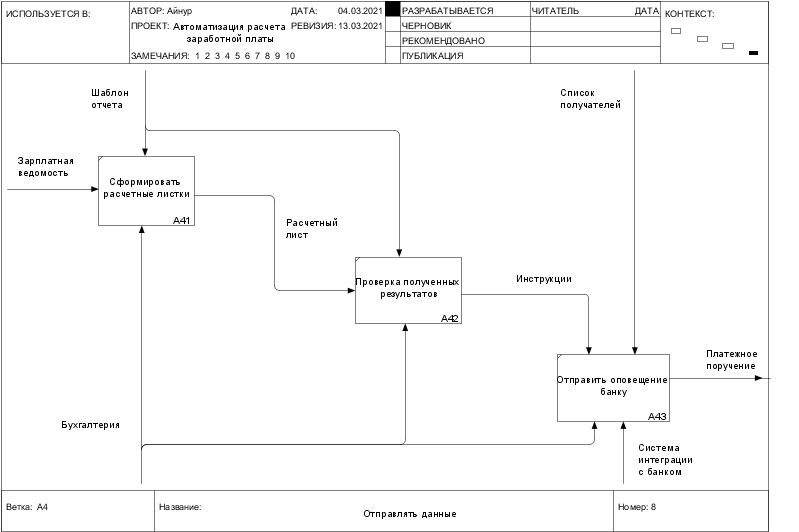 ИСПОЛЬЗУЕТСЯ В:
АВТОР: Айнур
ДАТА: 04.03.2021
ПРОЕКТ: Автоматизация расчета
заработной платы
РЕВИЗИЯ: 13.03.2021
ЗАМЕЧАНИЯ: 1 2 3 4 5 6 7 8 9 10
РАЗРАБАТЫВАЕТСЯ
ЧЕРНОВИК
РЕКОМЕНДОВАНО
ПУБЛИКАЦИЯ
ЧИТАТЕЛЬ
ДАТА
КОНТЕКСТ:
Шаблон
отчета
Список
получателей
Зарплатная
ведомость
Сформировать
расчетные листки
A41
Расчетный
лист
Проверка полученных
результатов
A42
Инструкции
Отправить оповещение
банку
A43
Платежное
поручение
Бухгалтерия
Система
интеграции
с банком
Ветка: A4
Название:
Отправлять данные
Номер: 8